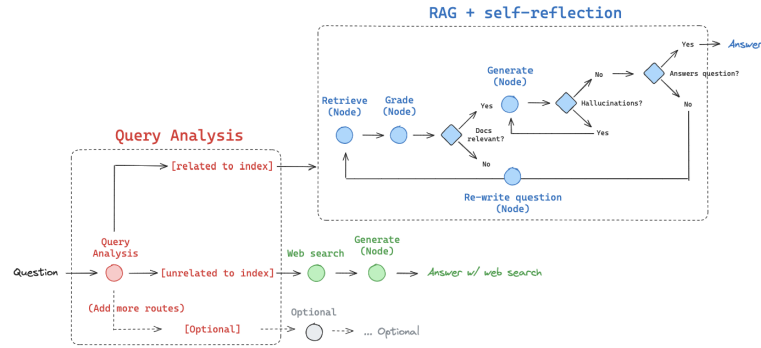 RAG + self-reflection
Yes
Answer
Generate
(Node)
No
Answers question?
Retrieve
(Node)
Grade
(Node)
Yes
Hallucinations?
No
Docs
relevant?
Yes
No
Query Analysis
[related to index]
Re-write question
(Node)
Query
Analysis
Web search
Generate
(Node)
Question
[unrelated to index]
Answer w/ web search
(Add more routes)
Optional
[Optional]
... Optional